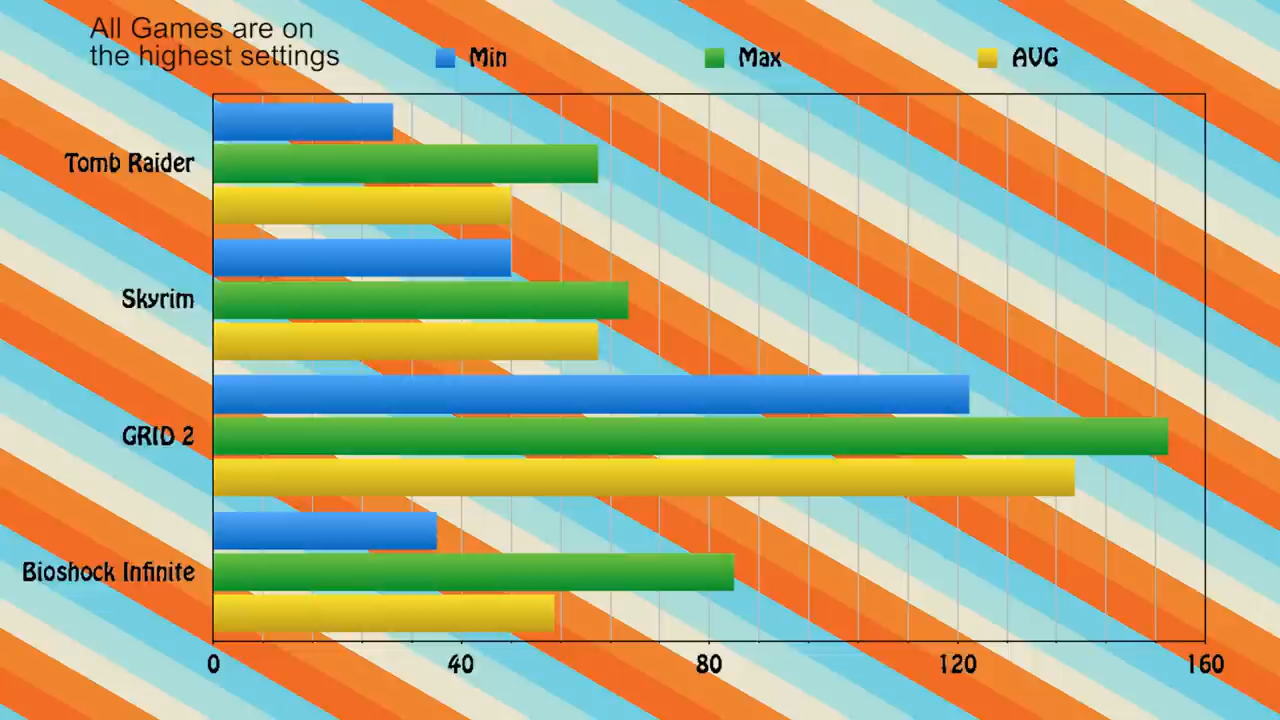 All Games are on
the highest settings
Min
Max
AVG
Tomb Raider
Skyrim
GRID 2
Bioshock Infinite
0
40
80
120
160